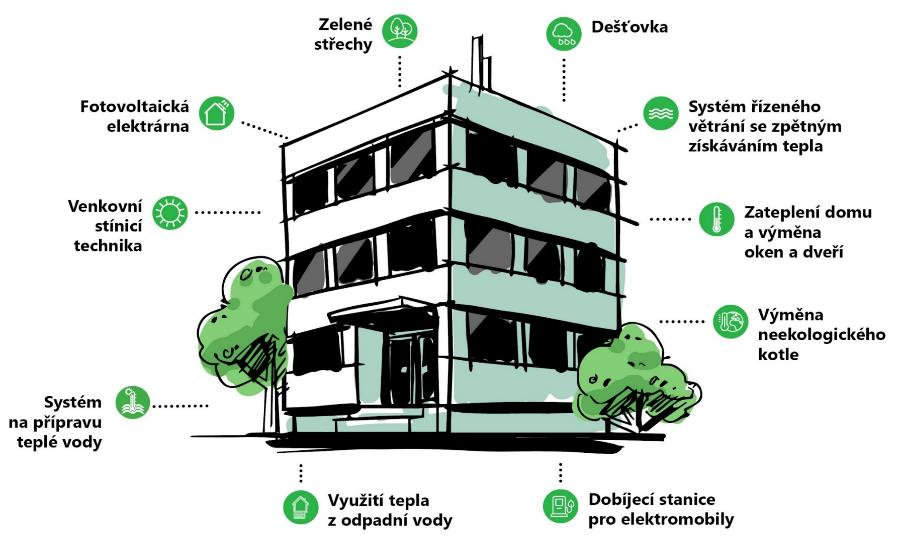 Zelené
střechy
Dešťovka
Fotovoltaická
elektrárna
Systém řízeného
větrání se zpětným
získáváním tepla
Venkovní
stínicí
technika
Zateplení domu
a výměna
oken a dveří
Výměna
neekologického
kotle
Systém
na přípravu
teplé vody
Využití tepla
z odpadní vody
Dobíjecí stanice
pro elektromobily